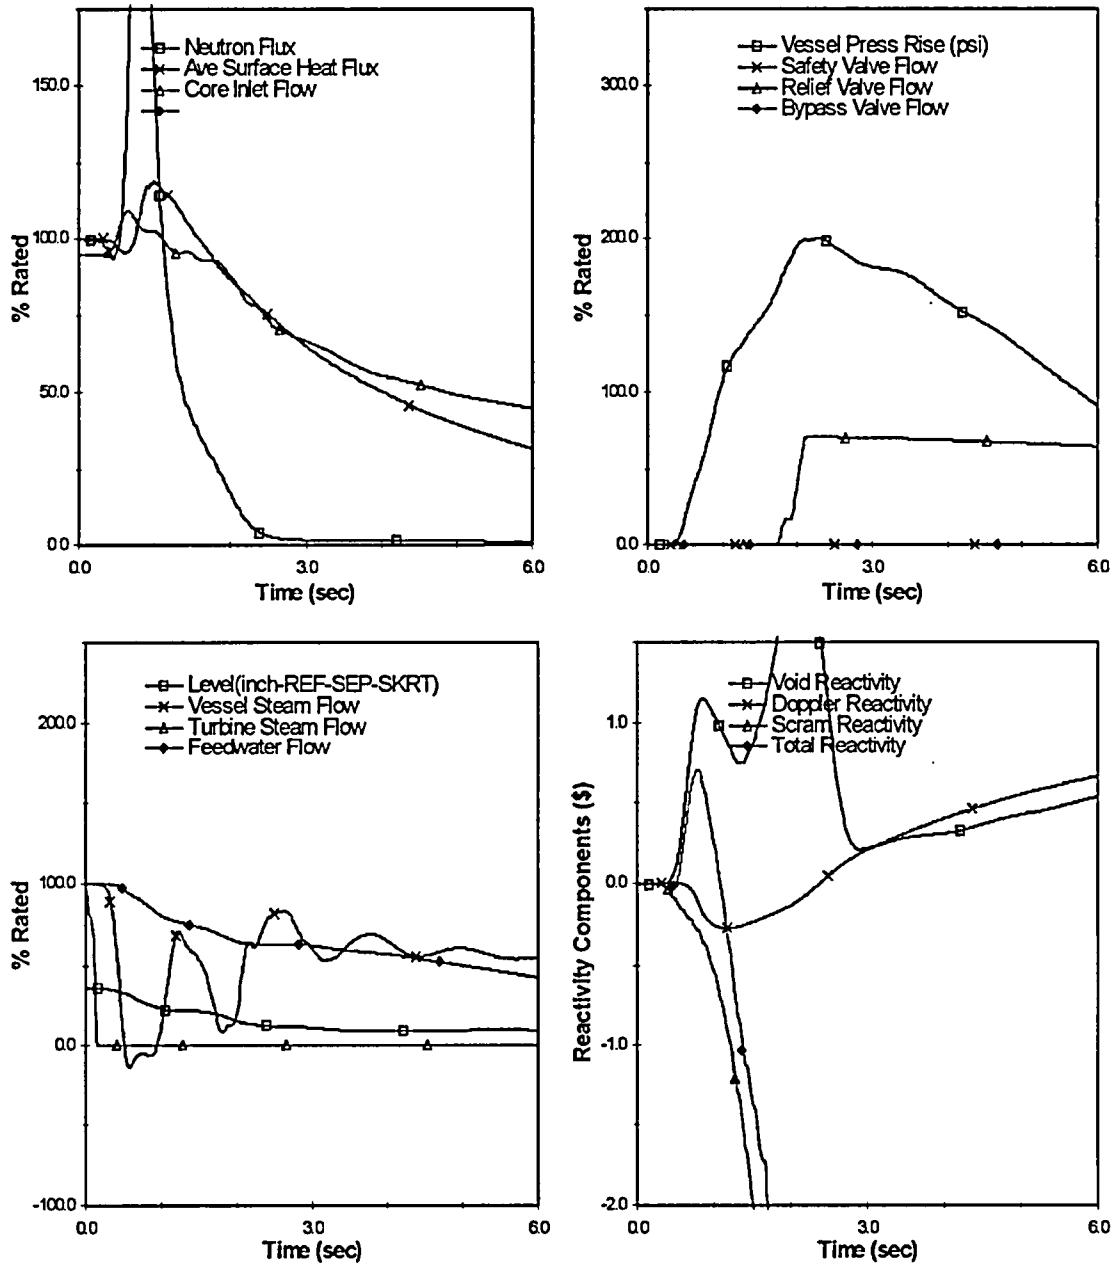 Neutron Flux
Ave Surface Heat Flux
Core Inlet Flow
150.0
100.0
50.0
0.0
% Rated
0.0 3.0 6.0
Time (sec)
Vessel Press Rise (psi)
Safety Valve Flow
Relief Valve Flow
Bypass Valve Flow
300.0
200.0
100.0
0.0
% Rated
0.0 3.0 6.0
Time (sec)
Level(inch-REF-SEP-SKRT)
Vessel Steam Flow
Turbine Steam Flow
Feedwater Flow
200.0
100.0
0.0
-100.0
% Rated
0.0 3.0 6.0
Time (sec)
Void Reactivity
Doppler Reactivity
Scram Reactivity
Total Reactivity
1.0
0.0
-1.0
-2.0
Reactivity Components ($)
0.0 3.0 6.0
Time (sec)